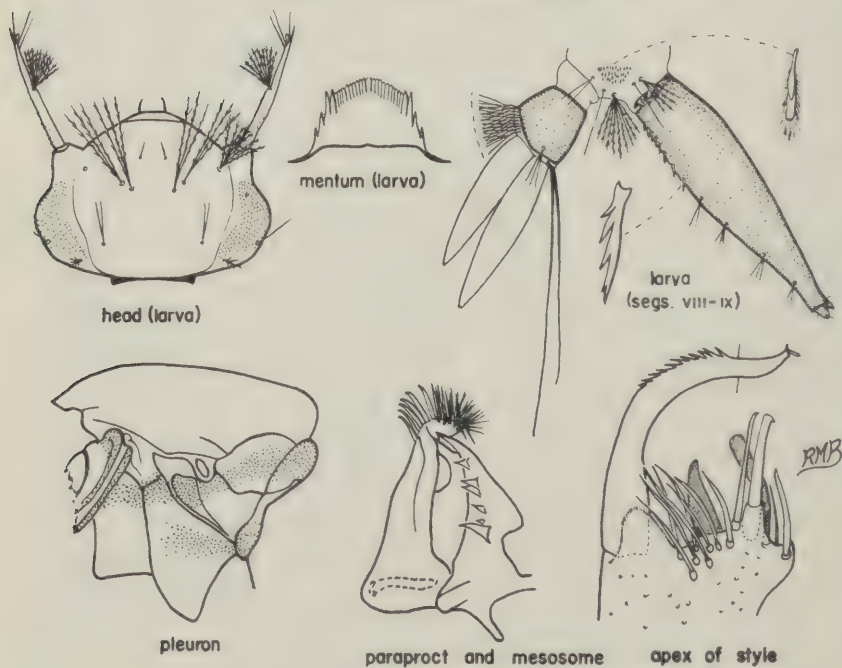 mentum (larva)
head (larva)
larva
(segs. VIII-IX)
RMB
pleuron
paraproct and mesosome
apex of style